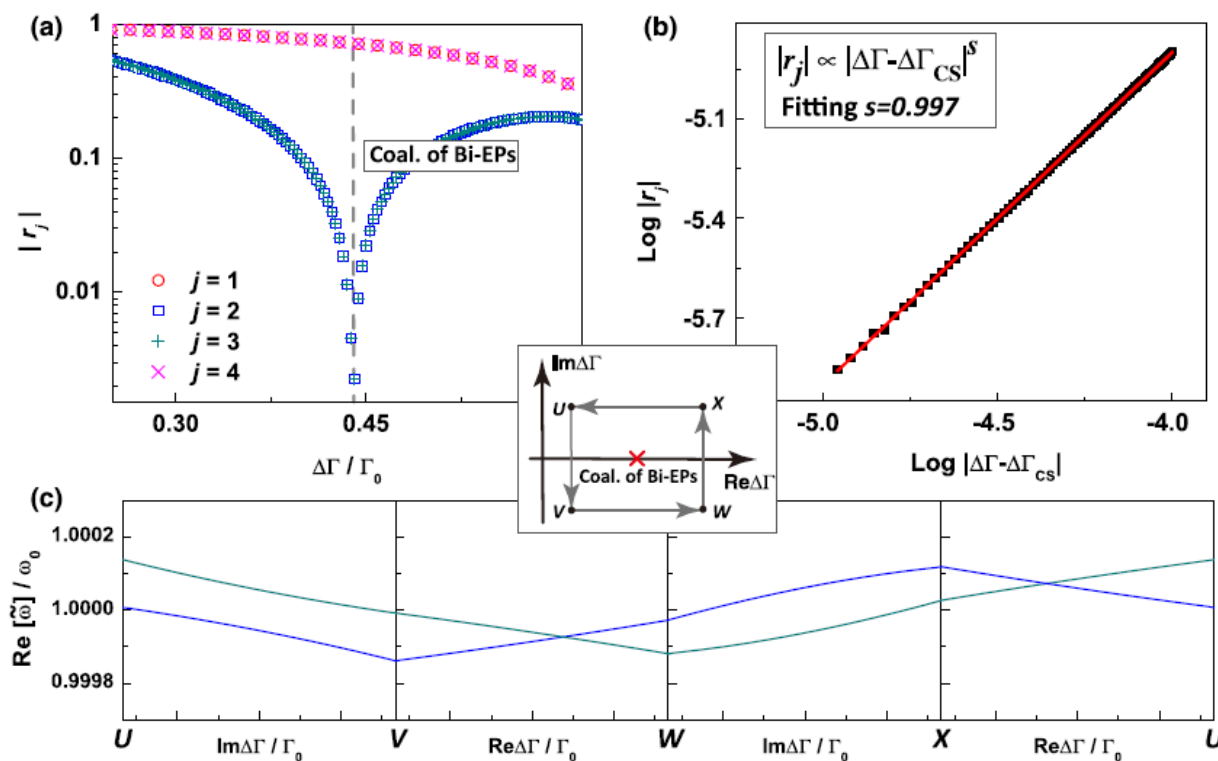 (a)
1
0.1
0.01
|r_j|
Coal. of Bi-EPs
j = 1
j = 2
j = 3
j = 4
0.30
0.45
ΔΓ / Γ_0
(b)
|r_j| ∝ |ΔΓ-ΔΓ_CS|^s
Fitting s=0.997
-5.1
-5.4
-5.7
Log |r_j|
-5.0
-4.5
-4.0
Log |ΔΓ-ΔΓ_CS|
ImΔΓ
U
X
Coal. of Bi-EPs
ReΔΓ
V
W
(c)
1.0002
1.0000
0.9998
Re [ω̃] / ω_0
U
ImΔΓ / Γ_0
V
ReΔΓ / Γ_0
W
ImΔΓ / Γ_0
X
ReΔΓ / Γ_0
U